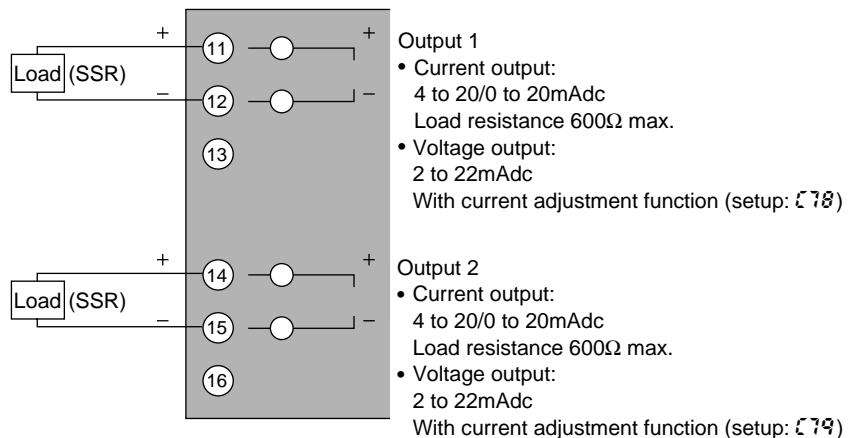 +
11
+
Output 1
Load (SSR)
• Current output:
4 to 20/0 to 20mAdc
−
12
−
Load resistance 600Ω max.
13
• Voltage output:
2 to 22mAdc
With current adjustment function (setup: C78)
+
14
+
Output 2
Load (SSR)
• Current output:
4 to 20/0 to 20mAdc
−
15
−
Load resistance 600Ω max.
16
• Voltage output:
2 to 22mAdc
With current adjustment function (setup: C79)